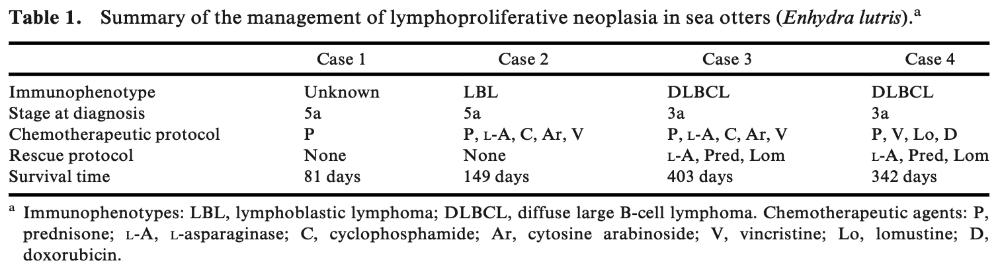 Table 1. Summary of the management of lymphoproliferative neoplasia in sea otters (Enhydra lutris).a
Case 1 Case 2 Case 3 Case 4
Immunophenotype Unknown LBL DLBCL DLBCL
Stage at diagnosis 5a 5a 3a 3a
Chemotherapeutic protocol P P, L-A, C, Ar, V P, L-A, C, Ar, V P, V, Lo, D
Rescue protocol None None L-A, Pred, Lom L-A, Pred, Lom
Survival time 81 days 149 days 403 days 342 days
a Immunophenotypes: LBL, lymphoblastic lymphoma; DLBCL, diffuse large B-cell lymphoma. Chemotherapeutic agents: P,
prednisone; L-A, L-asparaginase; C, cyclophosphamide; Ar, cytosine arabinoside; V, vincristine; Lo, lomustine; D,
doxorubicin.